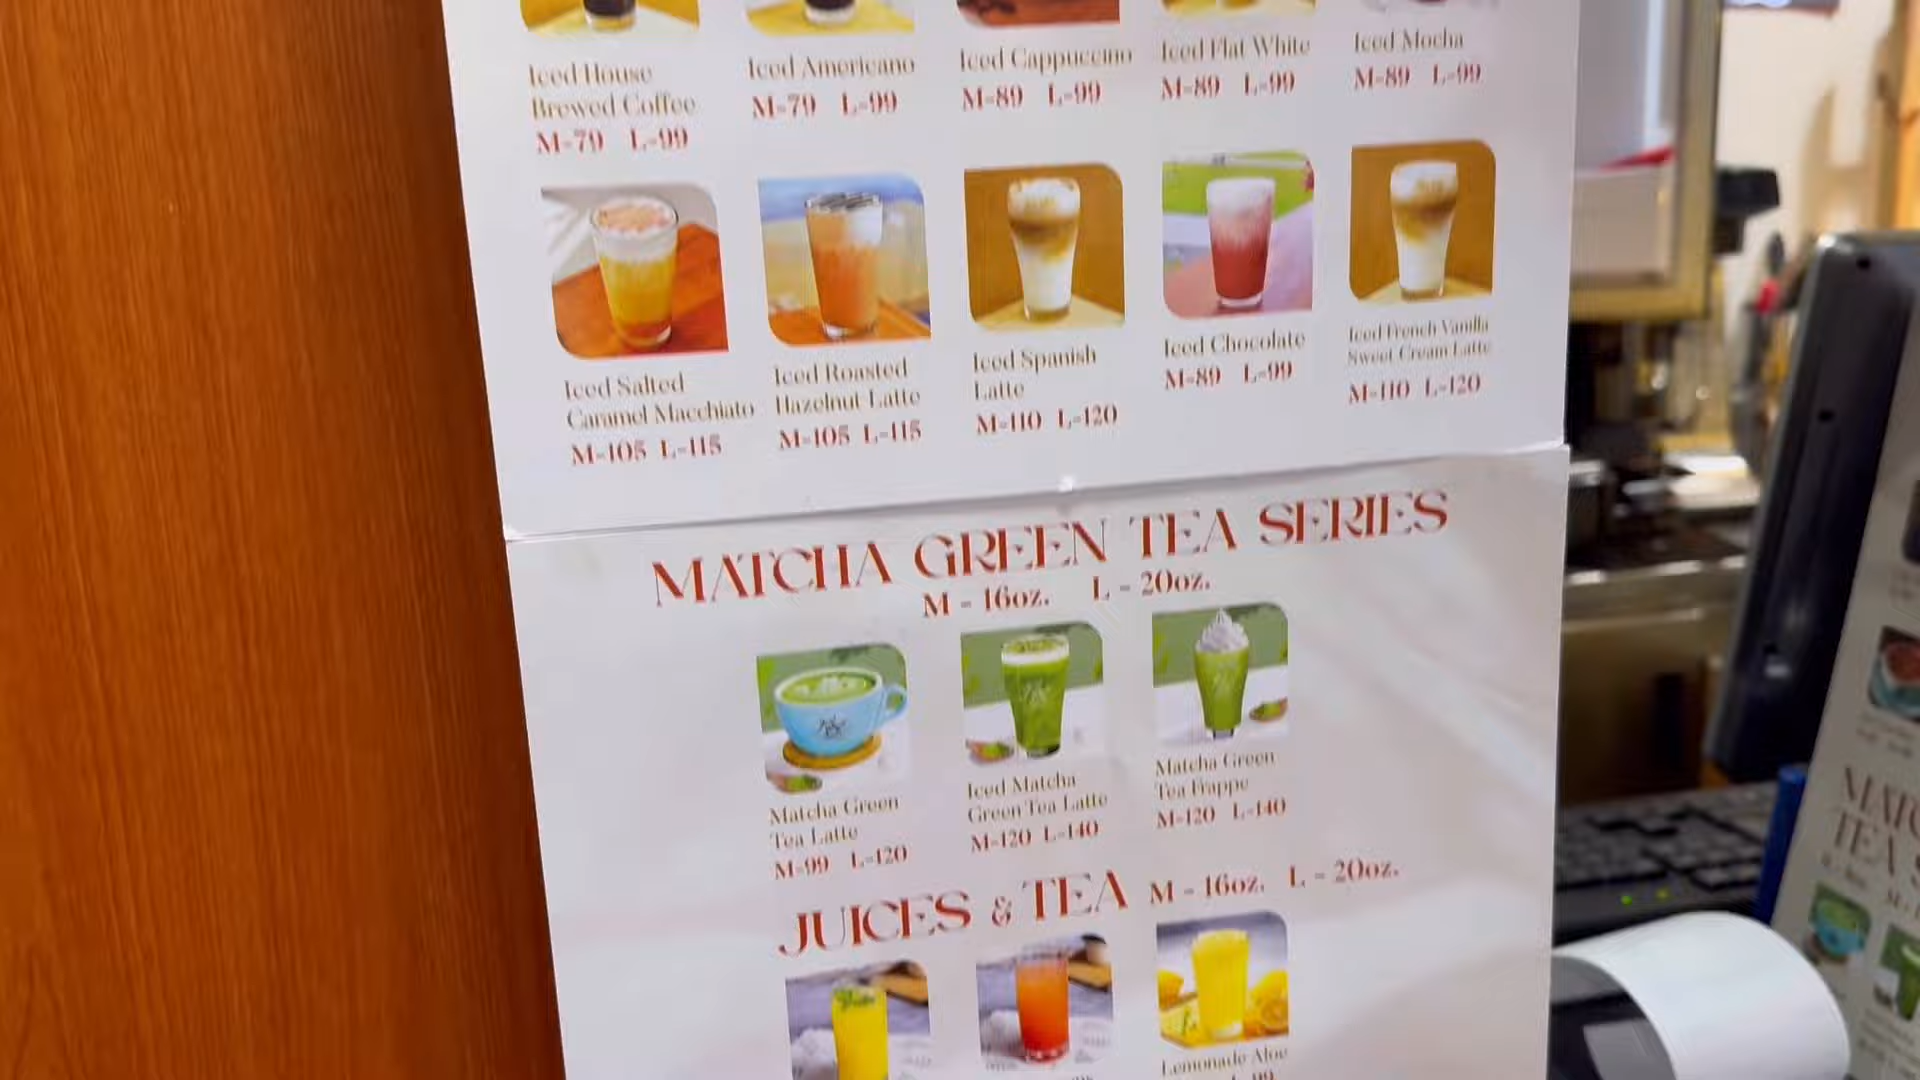 Iced House
Brewed Coffee
M-79 L-99
Iced Americano
M-79 L-99
Iced Cappuccino
M-89 L-99
Iced Flat White
M-89 L-99
Iced Mocha
M-89 L-99
Iced Salted
Caramel Macchiato
M-105 L-115
Iced Roasted
Hazelnut Latte
M-105 L-115
Iced Spanish
Latte
M-110 L-120
Iced Chocolate
M-89 L-99
Iced French Vanilla
Sweet Cream Latte
M-110 L-120
MATCHA GREEN TEA SERIES
M - 16oz. L - 20oz.
Matcha Green
Tea Latte
M-99 L-120
Iced Matcha
Green Tea Latte
M-120 L-140
Matcha Green
Tea Frappe
M-120 L-140
JUICES & TEA M - 16oz. L - 20oz.
Lemonade Aloe